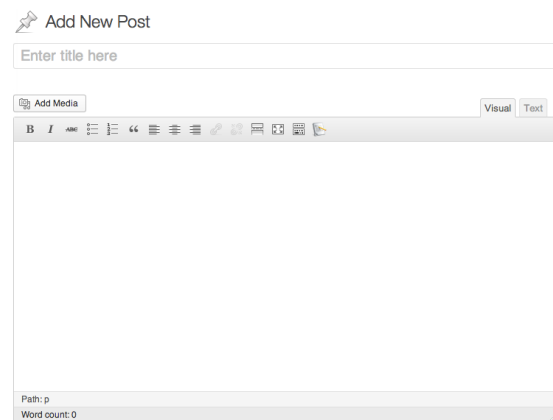 Add New Post
Enter title here
Add Media
Visual Text
B I ABC
Path: p
Word count: 0